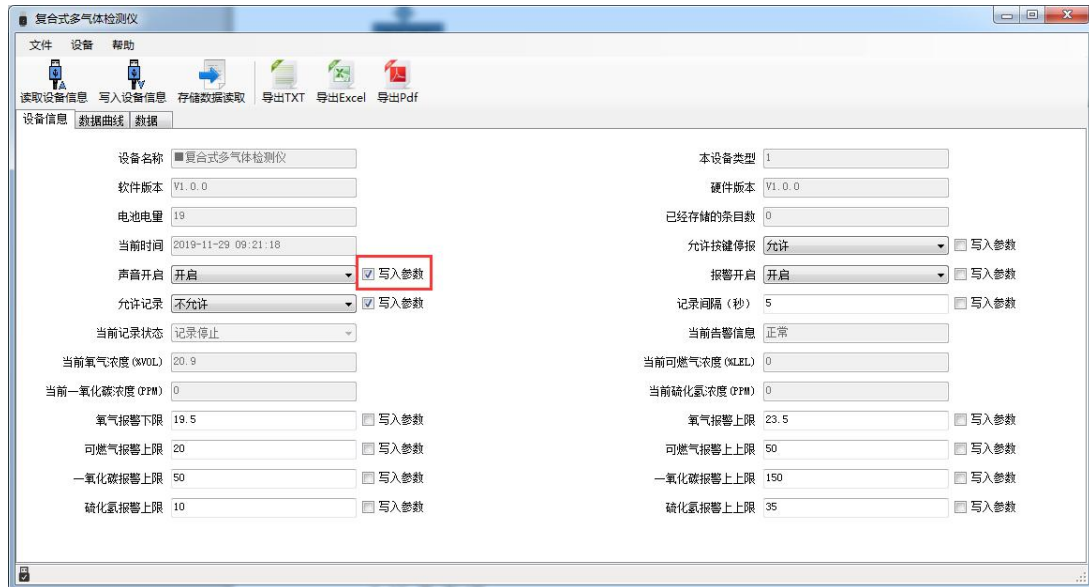 复合式多气体检测仪
文件 设备 帮助
读取设备信息 写入设备信息 存储数据读取 导出TXT 导出Excel 导出Pdf
设备信息 数据曲线 数据
设备名称 ■复合式多气体检测仪 本设备类型 1
软件版本 V1.0.0 硬件版本 V1.0.0
电池电量 19 已经存储的条目数 0
当前时间 2019-11-29 09:21:18 允许按键停报 允许 写入参数
声音开启 开启 写入参数 报警开启 开启 写入参数
允许记录 不允许 写入参数 记录间隔（秒） 5 写入参数
当前记录状态 记录停止 当前告警信息 正常
当前氧气浓度(%VOL) 20.9 当前可燃气浓度(%LEL) 0
当前一氧化碳浓度(PPM) 0 当前硫化氢浓度(PPM) 0
氧气报警下限 19.5 写入参数 氧气报警上限 23.5 写入参数
可燃气报警上限 20 写入参数 可燃气报警上上限 50 写入参数
一氧化碳报警上限 50 写入参数 一氧化碳报警上上限 150 写入参数
硫化氢报警上限 10 写入参数 硫化氢报警上上限 35 写入参数